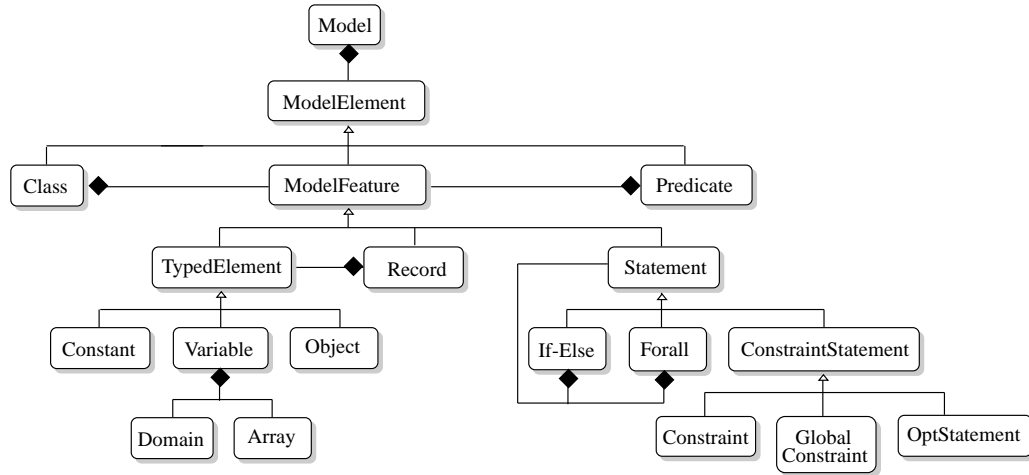 Model
ModelElement
Class
ModelFeature
Predicate
TypedElement
Record
Statement
Constant
Variable
Object
If-Else
Forall
ConstraintStatement
Domain
Array
Constraint
Global
Constraint
OptStatement